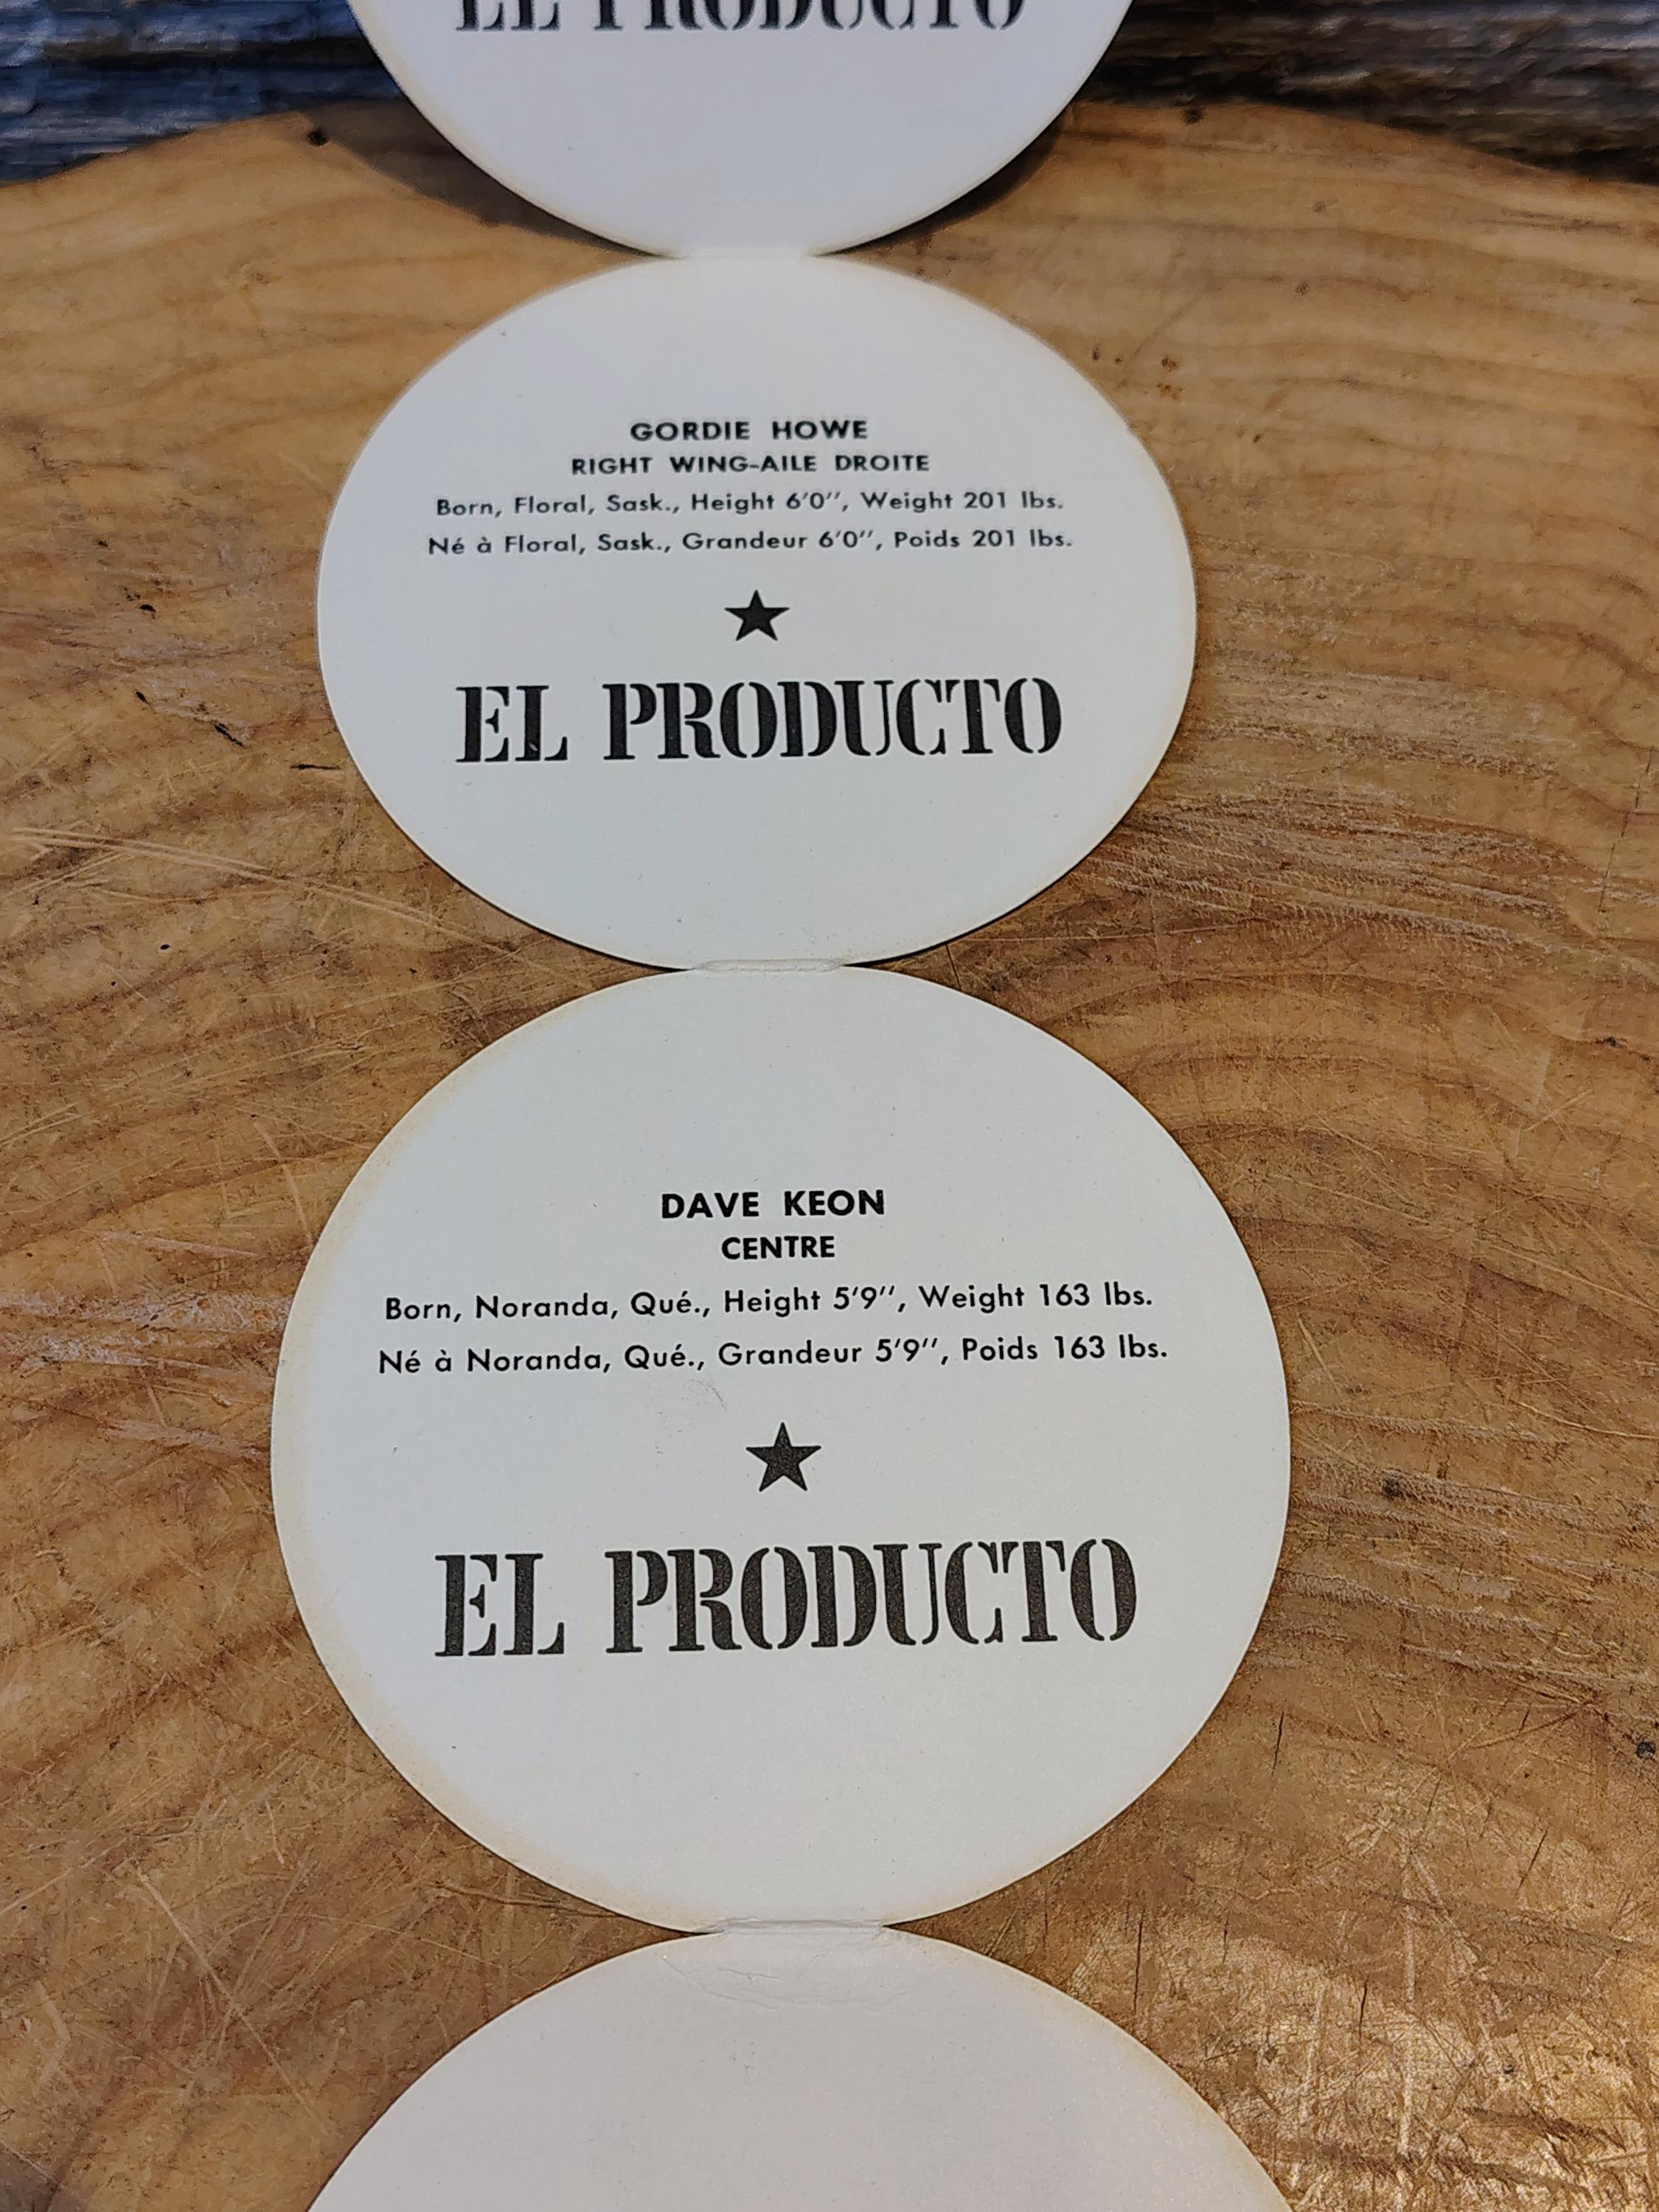 EL PRODUCTO
GORDIE HOWE
RIGHT WING-AILE DROITE
Born, Floral, Sask., Height 6'0'', Weight 201 lbs.
Né à Floral, Sask., Grandeur 6'0'', Poids 201 lbs.
EL PRODUCTO
DAVE KEON
CENTRE
Born, Noranda, Qué., Height 5'9'', Weight 163 lbs.
Né à Noranda, Qué., Grandeur 5'9'', Poids 163 lbs.
EL PRODUCTO